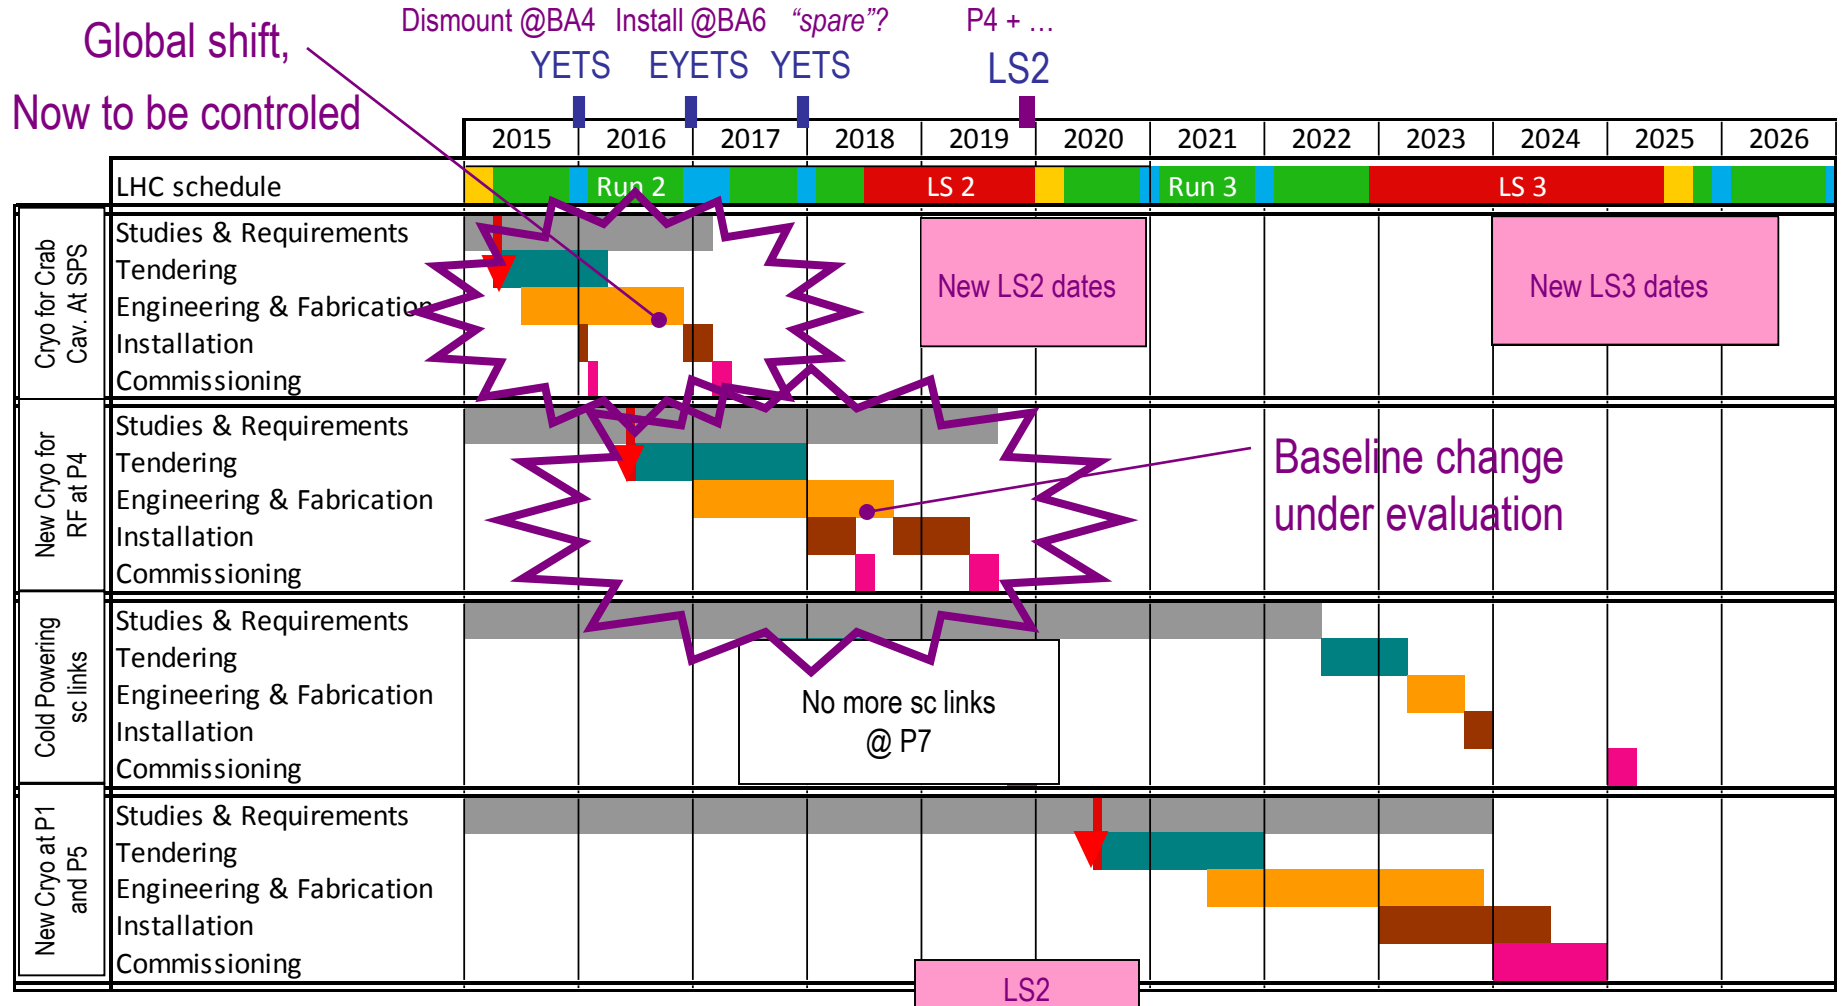 Dismount @BA4 Install @BA6 “spare”? P4 + …
Global shift,
YETS EYETS YETS LS2
Now to be controled
2015 2016 2017 2018 2019 2020 2021 2022 2023 2024 2025 2026
LHC schedule Run 2 LS 2 Run 3 LS 3
Cryo for Crab
Cav. At SPS
Studies & Requirements
Tendering
Engineering & Fabrication
Installation
Commissioning
New LS2 dates
New LS3 dates
New Cryo for
RF at P4
Studies & Requirements
Tendering
Engineering & Fabrication
Installation
Commissioning
Baseline change
under evaluation
Cold Powering
sc links
Studies & Requirements
Tendering
Engineering & Fabrication
Installation
Commissioning
No more sc links
@ P7
New Cryo at P1
and P5
Studies & Requirements
Tendering
Engineering & Fabrication
Installation
Commissioning
LS2